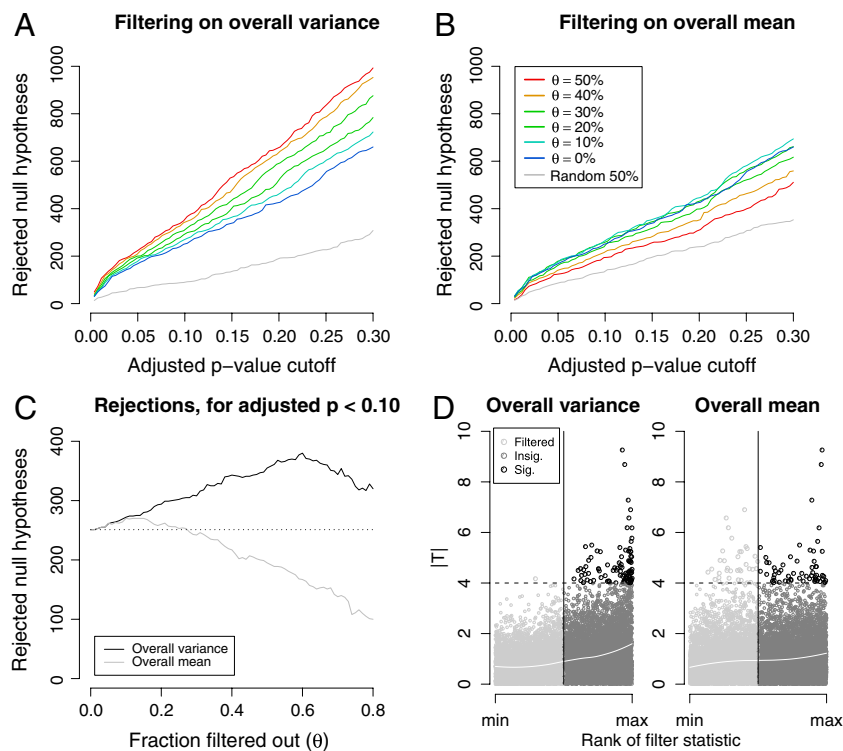 A
Filtering on overall variance
Rejected null hypotheses
0 200 400 600 800 1000
0.00 0.05 0.10 0.15 0.20 0.25 0.30
Adjusted p−value cutoff
B
Filtering on overall mean
Rejected null hypotheses
0 200 400 600 800 1000
θ = 50%
θ = 40%
θ = 30%
θ = 20%
θ = 10%
θ = 0%
Random 50%
0.00 0.05 0.10 0.15 0.20 0.25 0.30
Adjusted p−value cutoff
C
Rejections, for adjusted p < 0.10
Rejected null hypotheses
0 100 200 300 400
Overall variance
Overall mean
0.0 0.2 0.4 0.6 0.8
Fraction filtered out (θ)
D
Overall variance
Overall mean
|T|
0 2 4 6 8 10
Filtered
Insig.
Sig.
0 2 4 6 8 10
min max
min max
Rank of filter statistic